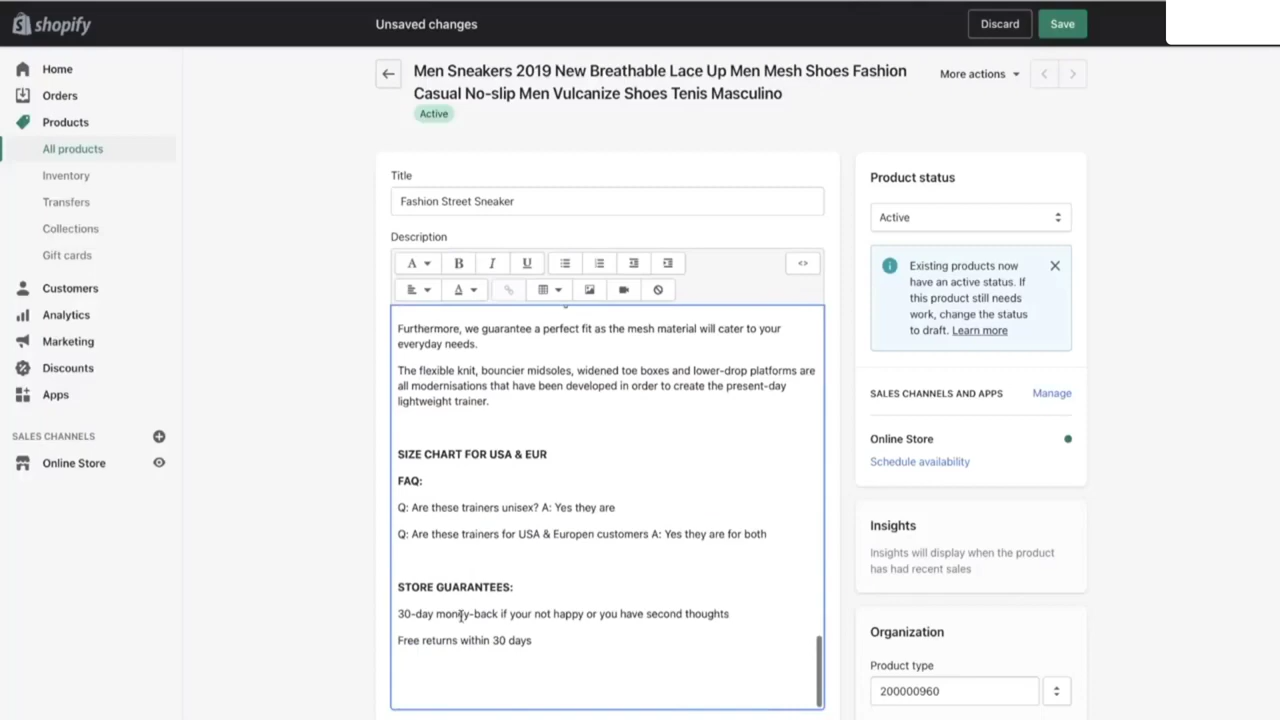 shopify
Unsaved changes
Discard
Save
Home
Orders
Products
All products
Inventory
Transfers
Collections
Gift cards
Customers
Analytics
Marketing
Discounts
Apps
SALES CHANNELS
Online Store
Men Sneakers 2019 New Breathable Lace Up Men Mesh Shoes Fashion
Casual No-slip Men Vulcanize Shoes Tenis Masculino
Active
More actions
Title
Fashion Street Sneaker
Description
A
B
I
U
A
Furthermore, we guarantee a perfect fit as the mesh material will cater to your
everyday needs.
The flexible knit, bouncier midsoles, widened toe boxes and lower-drop platforms are
all modernisations that have been developed in order to create the present-day
lightweight trainer.
SIZE CHART FOR USA & EUR
FAQ:
Q: Are these trainers unisex? A: Yes they are
Q: Are these trainers for USA & Europen customers A: Yes they are for both
STORE GUARANTEES:
30-day money-back if your not happy or you have second thoughts
Free returns within 30 days
Product status
Active
Existing products now
have an active status. If
this product still needs
work, change the status
to draft. Learn more
SALES CHANNELS AND APPS
Manage
Online Store
Schedule availability
Insights
Insights will display when the product
has had recent sales
Organization
Product type
200000960